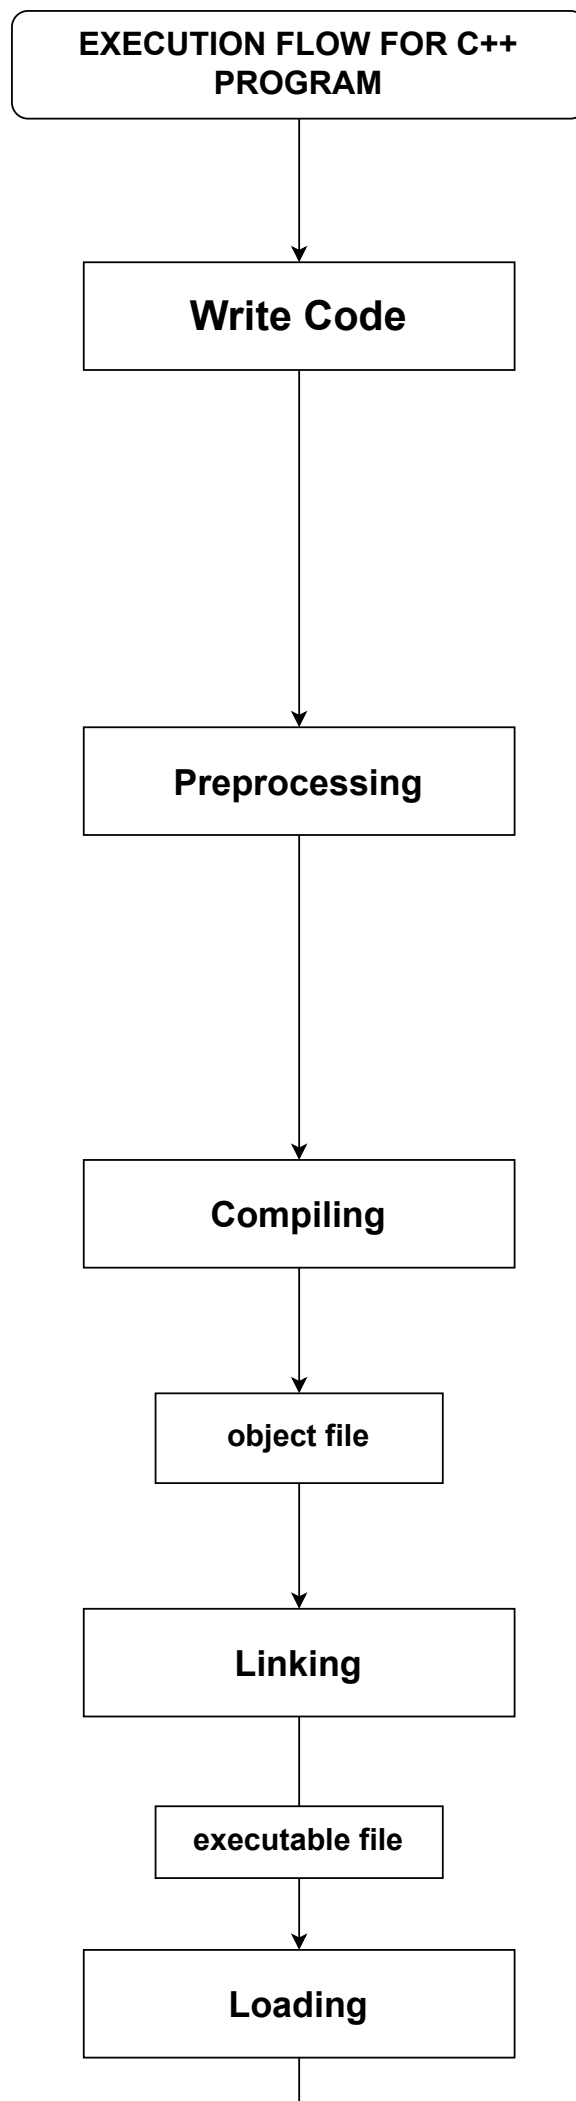 EXECUTION FLOW FOR C++
PROGRAM
Write Code
Preprocessing
Compiling
object file
Linking
executable file
Loading